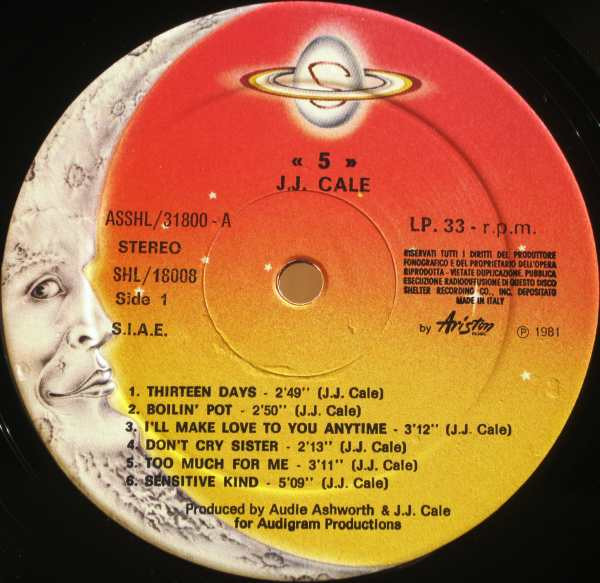 S
« 5 »
J.J. CALE
ASSHL/31800-A
STEREO
SHL/18008
Side 1
S.I.A.E.
LP. 33 - r.p.m.
RISERVATI TUTTI I DIRITTI DEL PRODUTTORE
FONOGRAFICO E DEL PROPRIETARIO DELL'OPERA
RIPRODOTTA - VIETATE DUPLICAZIONE, PUBBLICA
ESECUZIONE RADIODIFFUSIONE DI QUESTO DISCO
SHELTER RECORDING CO., INC. DEPOSITATO
MADE IN ITALY
by Ariston ℗ 1981
1. THIRTEEN DAYS - 2'49'' (J.J. Cale)
2. BOILIN' POT - 2'50'' (J.J. Cale)
3. I'LL MAKE LOVE TO YOU ANYTIME - 3'12'' (J.J. Cale)
4. DON'T CRY SISTER - 2'13'' (J.J. Cale)
5. TOO MUCH FOR ME - 3'11'' (J.J. Cale)
6. SENSITIVE KIND - 5'09'' (J.J. Cale)
Produced by Audie Ashworth & J.J. Cale
for Audigram Productions